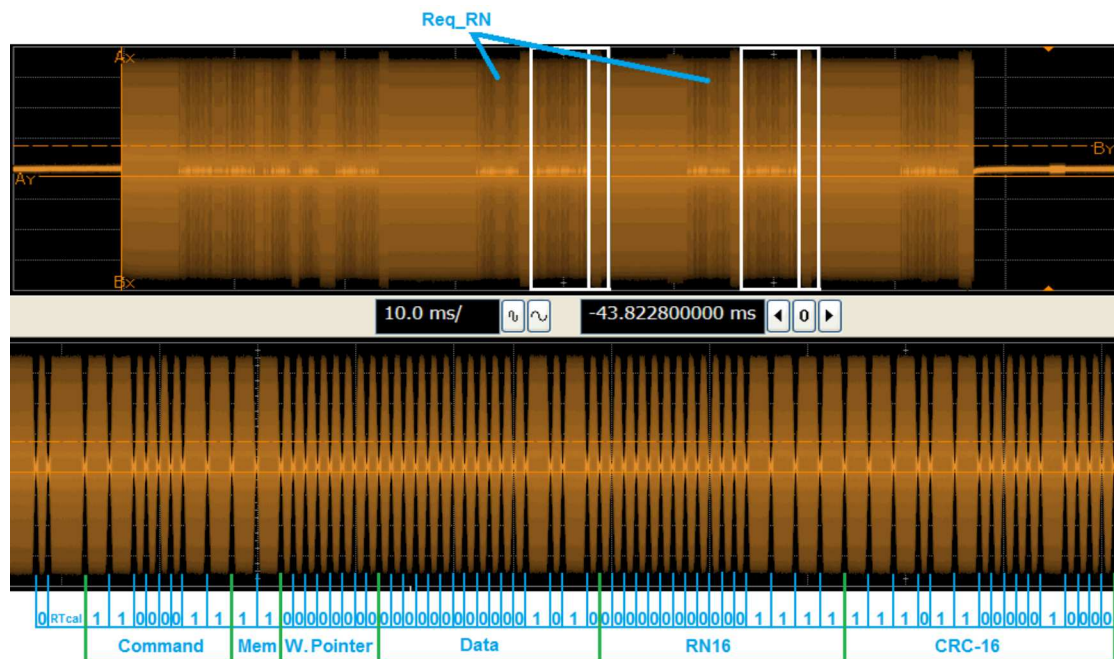 Req_RN
Ax
By
Ay
Bx
10.0 ms/ -43.822800000 ms 0
0 RTcal 1 1 0 0 0 0 1 1 1 1 0 0 0 0 0 0 0 0 0 0 0 0 0 0 0 0 0 0 0 0 1 0 1 0 0 0 0 0 0 0 0 0 0 0 0 0 1 1 1 1 1 1 1 0 1 1 0 0 0 0 0 1 0 0 0 0
Command Mem W. Pointer Data RN16 CRC-16